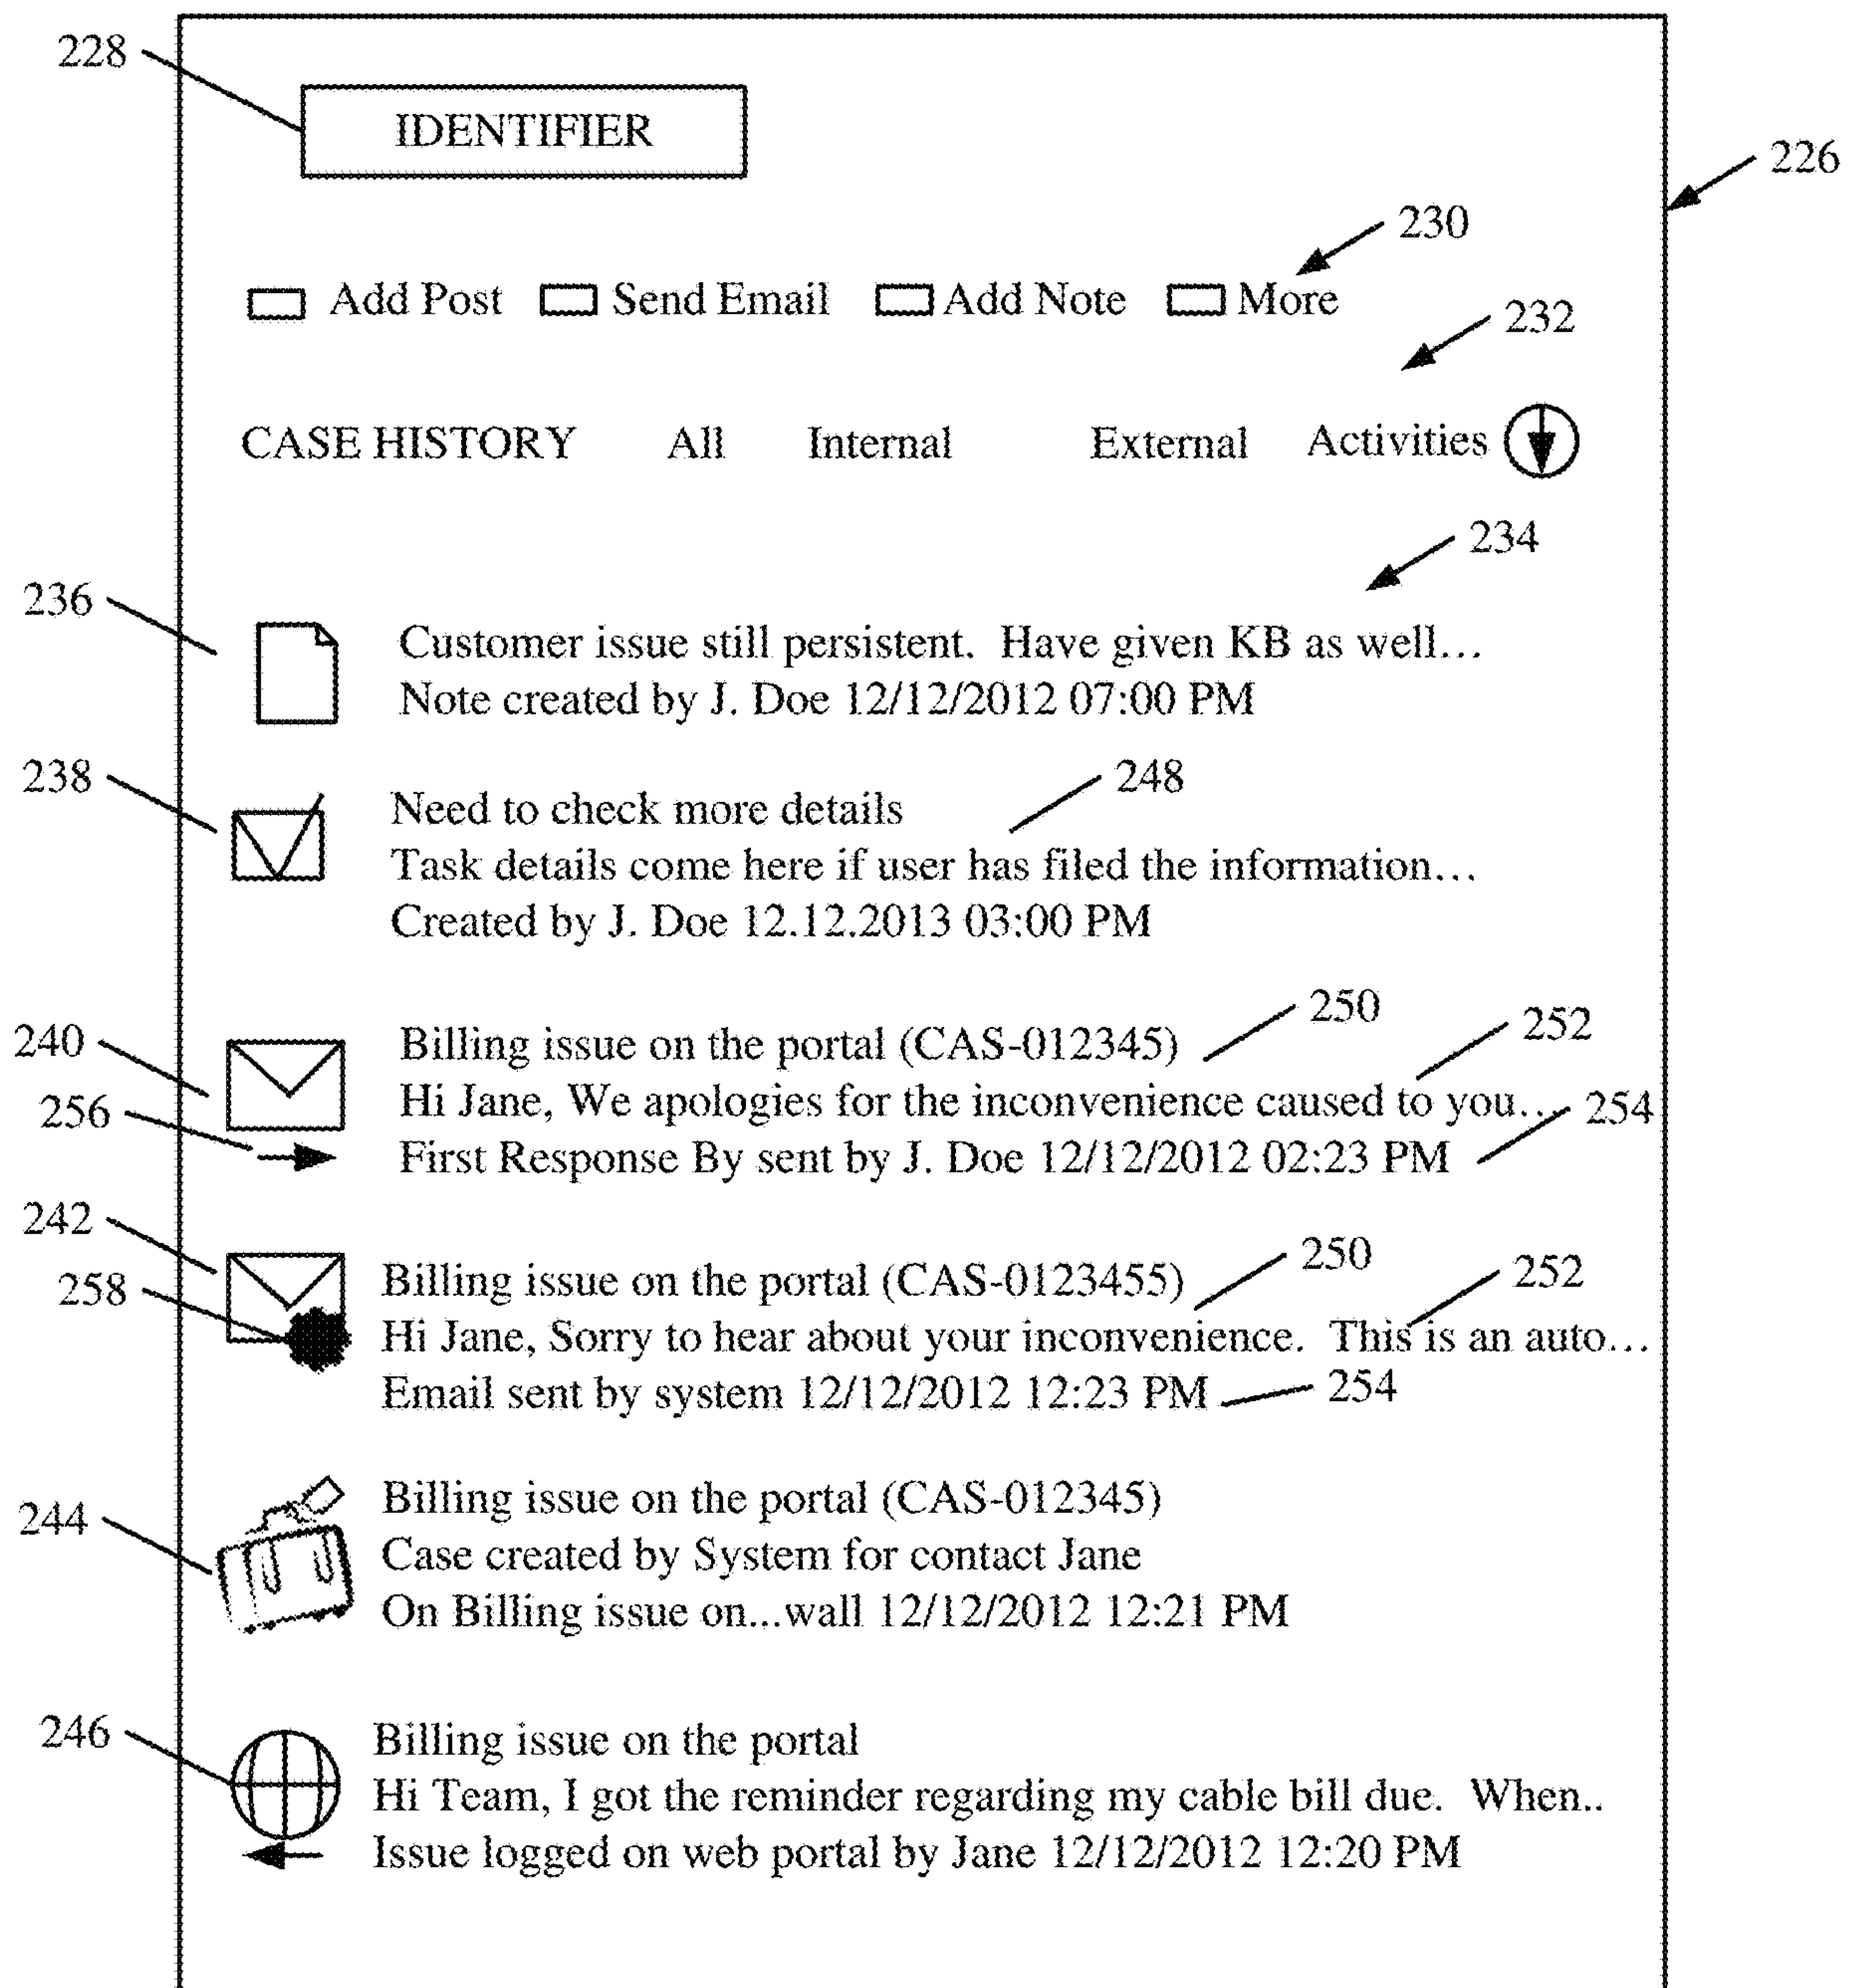 228
IDENTIFIER
226
230
Add Post Send Email Add Note More
232
CASE HISTORY All Internal External Activities
234
236
Customer issue still persistent. Have given KB as well...
Note created by J. Doe 12/12/2012 07:00 PM
238
248
Need to check more details
Task details come here if user has filed the information...
Created by J. Doe 12.12.2013 03:00 PM
250
252
240
Billing issue on the portal (CAS-012345)
Hi Jane, We apologies for the inconvenience caused to you...
256
254
First Response By sent by J. Doe 12/12/2012 02:23 PM
242
250
252
258
Billing issue on the portal (CAS-0123455)
Hi Jane, Sorry to hear about your inconvenience. This is an auto...
Email sent by system 12/12/2012 12:23 PM
254
244
Billing issue on the portal (CAS-012345)
Case created by System for contact Jane
On Billing issue on...wall 12/12/2012 12:21 PM
246
Billing issue on the portal
Hi Team, I got the reminder regarding my cable bill due. When..
Issue logged on web portal by Jane 12/12/2012 12:20 PM